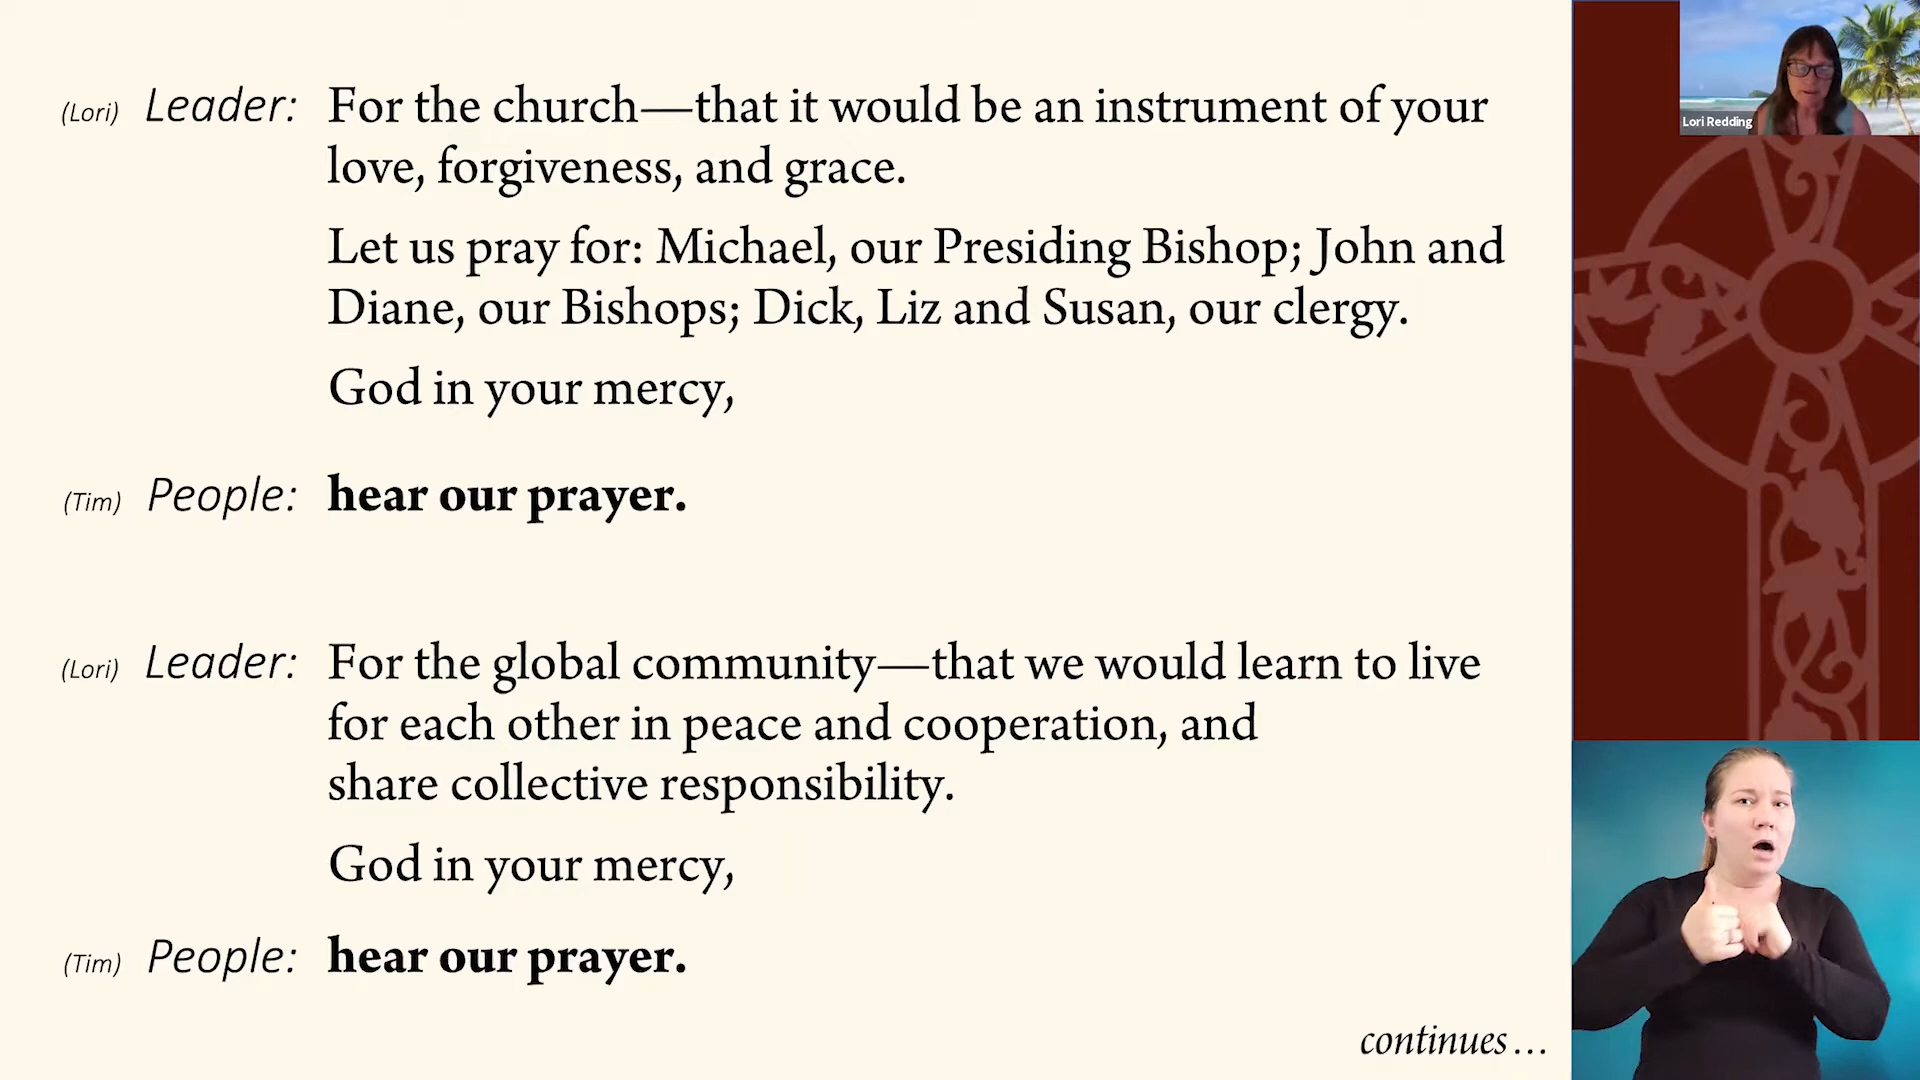 (Lori) Leader: For the church—that it would be an instrument of your
love, forgiveness, and grace.
Let us pray for: Michael, our Presiding Bishop; John and
Diane, our Bishops; Dick, Liz and Susan, our clergy.
God in your mercy,
(Tim) People: hear our prayer.
(Lori) Leader: For the global community—that we would learn to live
for each other in peace and cooperation, and
share collective responsibility.
God in your mercy,
(Tim) People: hear our prayer.
continues...
Lori Redding